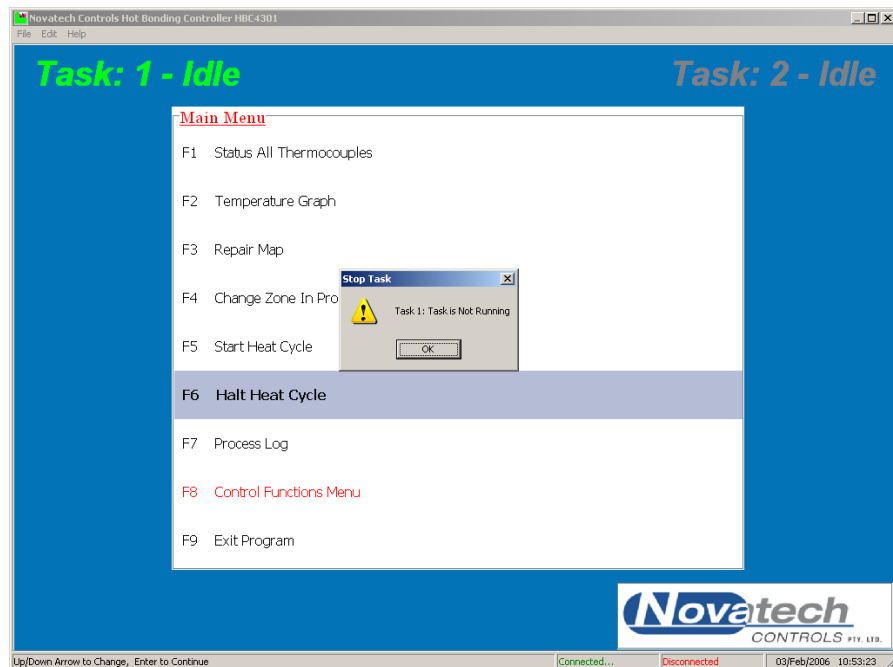 Novatech Controls Hot Bonding Controller HBC4301
File Edit Help
Task: 1 - Idle
Task: 2 - Idle
Main Menu
F1 Status All Thermocouples
F2 Temperature Graph
F3 Repair Map
Stop Task
F4 Change Zone In Pro
Task 1: Task is Not Running
F5 Start Heat Cycle
OK
F6 Halt Heat Cycle
F7 Process Log
F8 Control Functions Menu
F9 Exit Program
Novatech
CONTROLS PTY. LTD.
Up/Down Arrow to Change, Enter to Continue
Connected...
Disconnected
03/Feb/2006 10:53:23